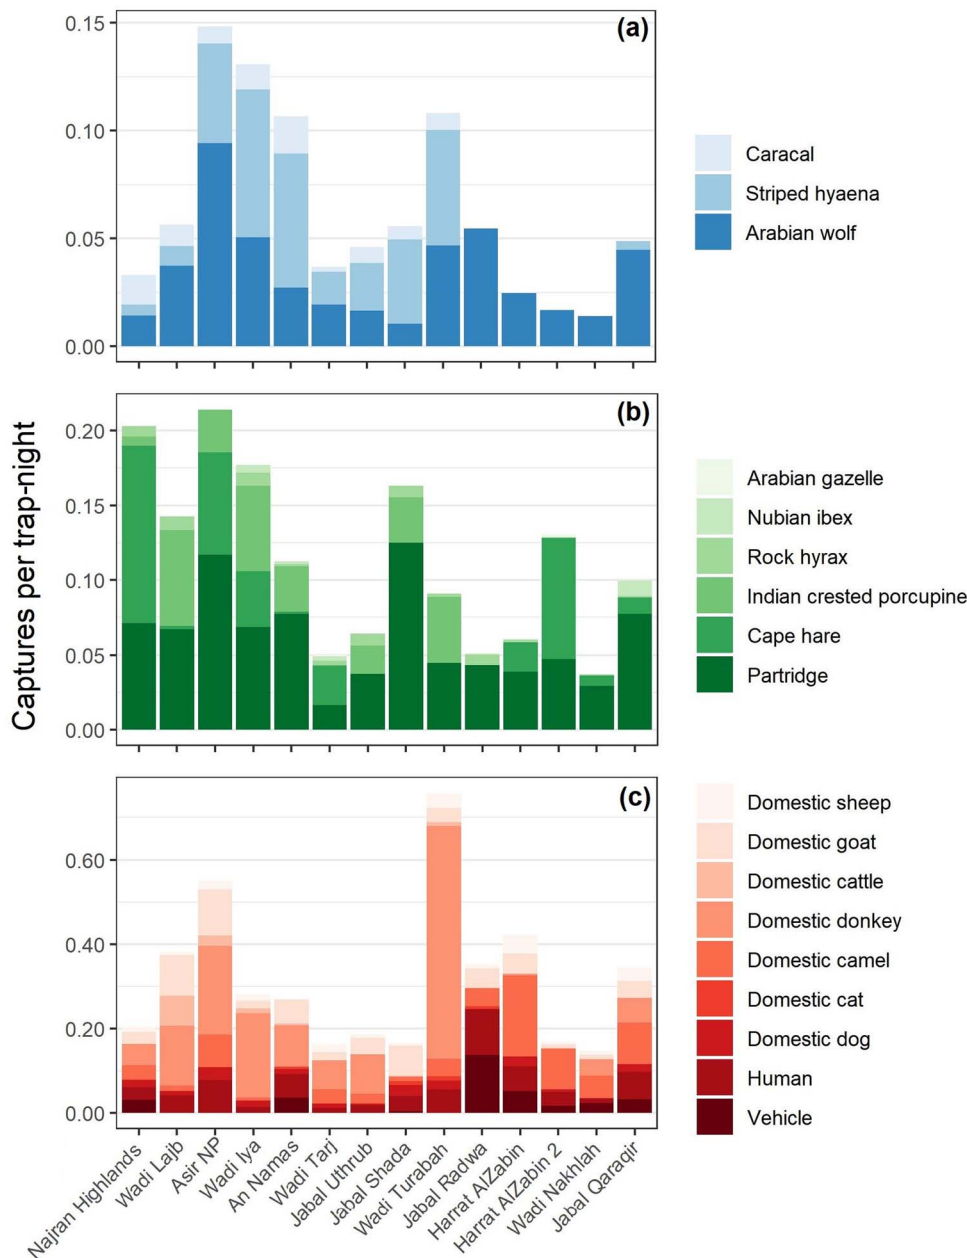 Captures per trap-night
(a)
0.15
0.10
0.05
0.00
Caracal
Striped hyaena
Arabian wolf
(b)
0.20
0.15
0.10
0.05
0.00
Arabian gazelle
Nubian ibex
Rock hyrax
Indian crested porcupine
Cape hare
Partridge
(c)
0.60
0.40
0.20
0.00
Domestic sheep
Domestic goat
Domestic cattle
Domestic donkey
Domestic camel
Domestic cat
Domestic dog
Human
Vehicle
Najran Highlands
Wadi Lajb
Asir NP
Wadi Iya
An Namas
Wadi Tarj
Jabal Uthrub
Jabal Shada
Wadi Turabah
Jabal Radwa
Harrat AlZabin
Harrat AlZabin 2
Wadi Nakhlah
Jabal Qaraqir